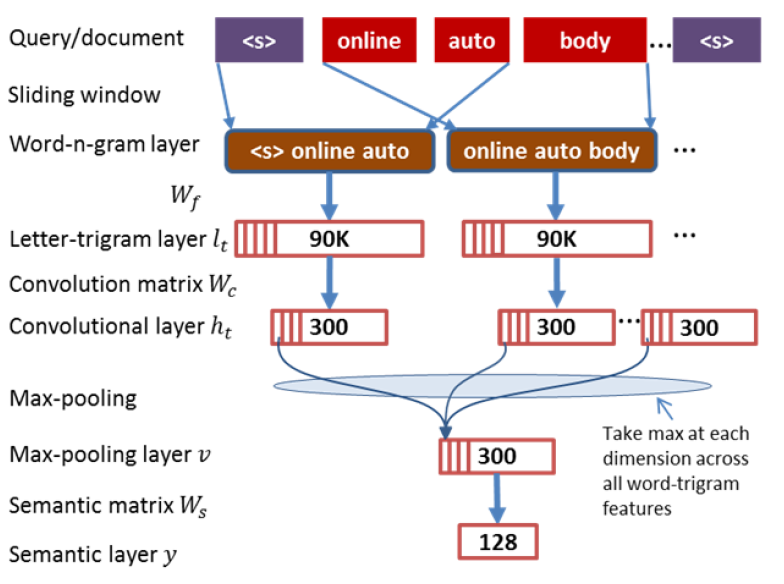 Query/document <s> online auto body ... <s>
Sliding window
Word-n-gram layer <s> online auto online auto body ...
W_f
Letter-trigram layer l_t 90K 90K ...
Convolution matrix W_c
Convolutional layer h_t 300 300 ... 300
Max-pooling
Take max at each
dimension across
all word-trigram
features
Max-pooling layer v 300
Semantic matrix W_s
Semantic layer y 128